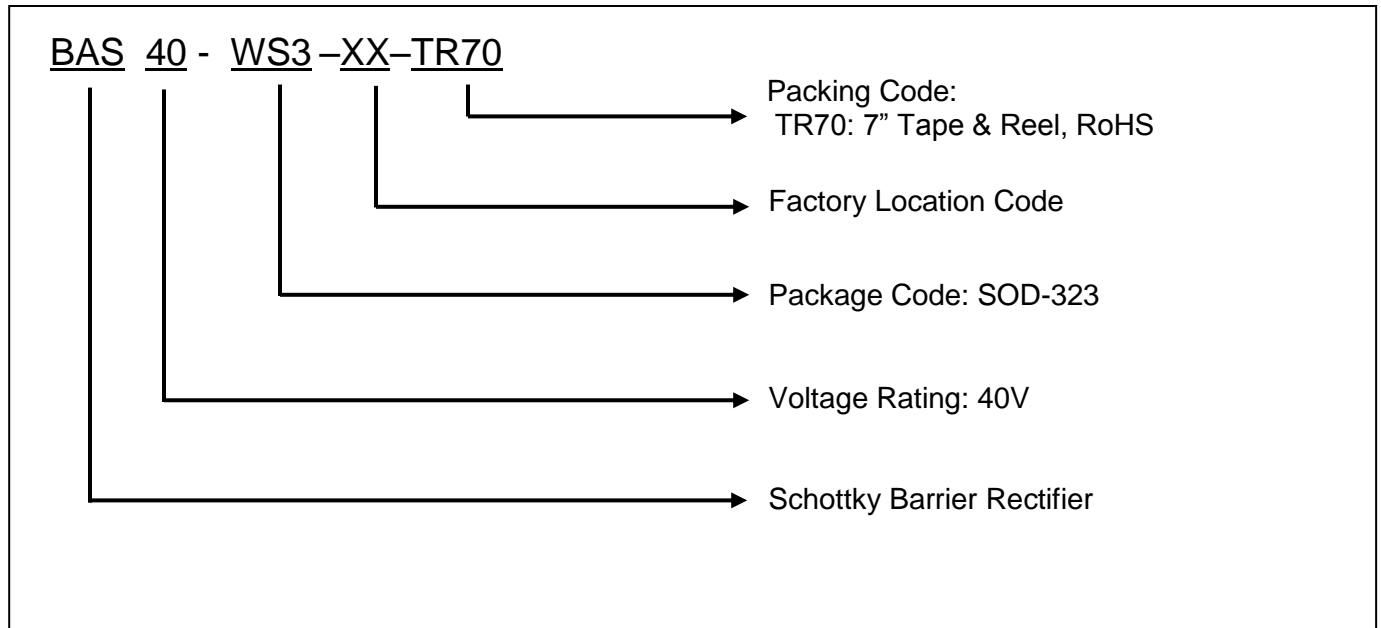 BAS 40 - WS3 –XX–TR70
Packing Code:
TR70: 7” Tape & Reel, RoHS
Factory Location Code
Package Code: SOD-323
Voltage Rating: 40V
Schottky Barrier Rectifier